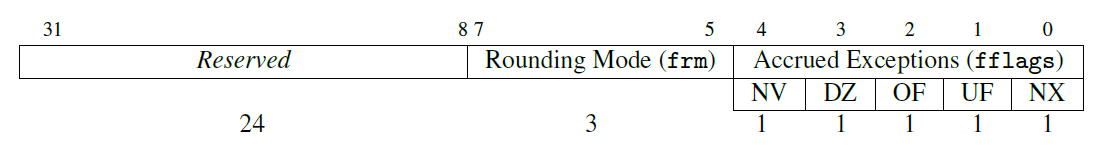 31 8 7 5 4 3 2 1 0
Reserved Rounding Mode (frm) Accrued Exceptions (fflags)
NV DZ OF UF NX
24 3 1 1 1 1 1